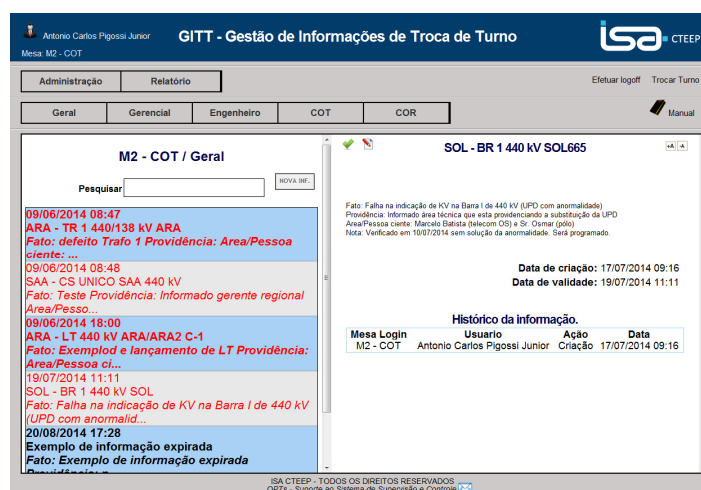 Antonio Carlos Pigossi Junior
GITT - Gestão de Informações de Troca de Turno
isa CTEEP
Mesa: M2 - COT
Administração Relatório
Efetuar logoff Trocar Turno
Geral Gerencial Engenheiro COT COR
Manual
M2 - COT / Geral
Pesquisar
NOVA INF.
09/06/2014 08:47
ARA - TR 1 440/138 kV ARA
Fato: defeito Trafo 1 Providência: Area/Pessoa
ciente: ...
09/06/2014 08:48
SAA - CS UNICO SAA 440 kV
Fato: Teste Providência: Informado gerente regional
Area/Pesso...
09/06/2014 18:00
ARA - LT 440 kV ARA/ARA2 C-1
Fato: Exemplod e lançamento de LT Providência:
Area/Pessoa ci...
19/07/2014 11:11
SOL - BR 1 440 kV SOL
Fato: Falha na indicação de KV na Barra I de 440 kV
(UPD com anormalid...
20/08/2014 17:28
Exemplo de informação expirada
Fato: Exemplo de informação expirada
SOL - BR 1 440 kV SOL665
+A -A
Fato: Falha na indicação de KV na Barra I de 440 kV (UPD com anormalidade)
Providência: Informado área técnica que esta providenciando a substituição da UPD
Area/Pessoa ciente: Marcelo Batista (telecom OS) e Sr. Osmar (pólo)
Nota: Verificado em 10/07/2014 sem solução da anormalidade. Será programado.
Data de criação: 17/07/2014 09:16
Data de validade: 19/07/2014 11:11
Histórico da informação.
Mesa Login Usuario Ação Data
M2 - COT Antonio Carlos Pigossi Junior Criação 17/07/2014 09:16
ISA CTEEP - TODOS OS DIREITOS RESERVADOS
OPTs - Suporte ao Sistema de Supervisão e Controle